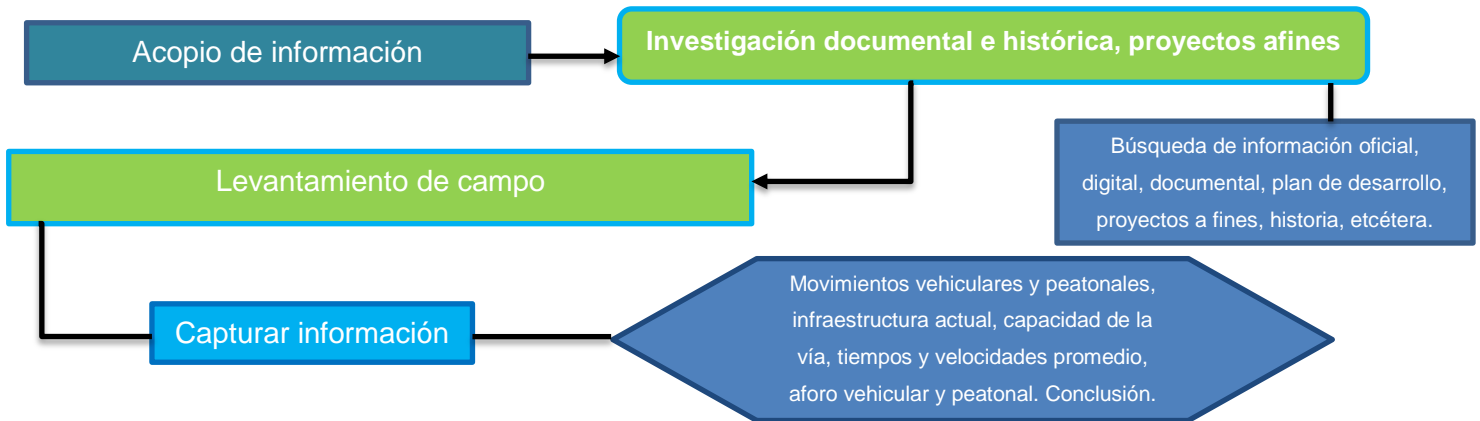 Acopio de información
Investigación documental e histórica, proyectos afines
Búsqueda de información oficial,
digital, documental, plan de desarrollo,
proyectos a fines, historia, etcétera.
Levantamiento de campo
Capturar información
Movimientos vehiculares y peatonales,
infraestructura actual, capacidad de la
vía, tiempos y velocidades promedio,
aforo vehicular y peatonal. Conclusión.